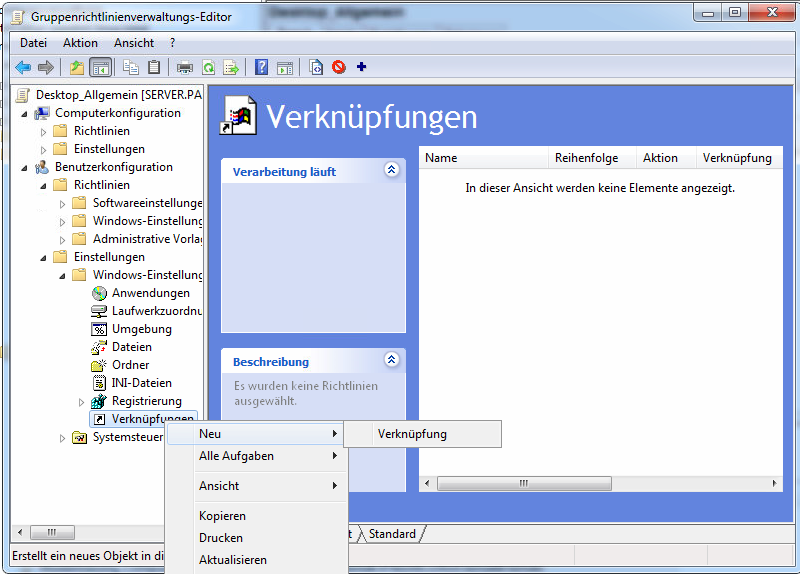 Gruppenrichtlinienverwaltungs-Editor
Desktop_Allgemein
Datei Aktion Ansicht ?
Desktop_Allgemein [SERVER.PA
Computerkonfiguration
Richtlinien
Einstellungen
Benutzerkonfiguration
Richtlinien
Softwareeinstellunge
Windows-Einstellung
Administrative Vorla
Einstellungen
Windows-Einstellung
Anwendungen
Laufwerkzuordnu
Umgebung
Dateien
Ordner
INI-Dateien
Registrierung
Verknüpfungen
Systemsteuer
Verknüpfungen
Verarbeitung läuft
Beschreibung
Es wurden keine Richtlinien
ausgewählt.
Name Reihenfolge Aktion Verknüpfung
In dieser Ansicht werden keine Elemente angezeigt.
Neu
Alle Aufgaben
Ansicht
Kopieren
Drucken
Aktualisieren
Verknüpfung
t Standard
Erstellt ein neues Objekt in di